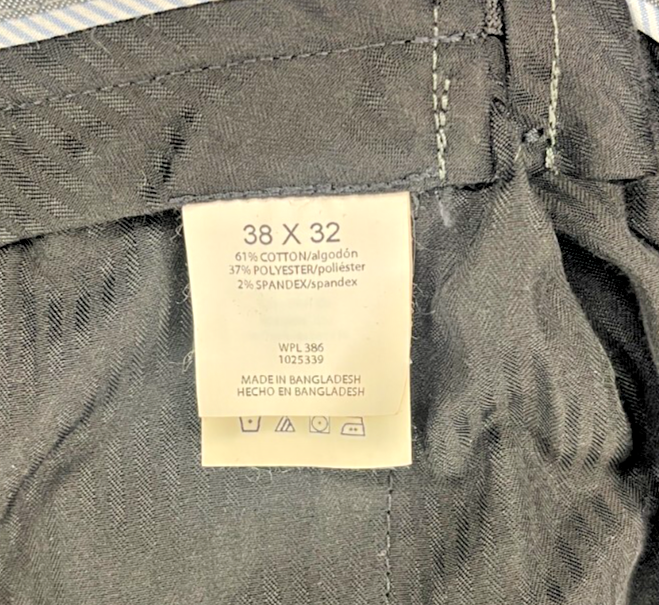 38 X 32
61% COTTON/algodón
37% POLYESTER/poliéster
2% SPANDEX/spandex
WPL 386
1025339
MADE IN BANGLADESH
HECHO EN BANGLADESH